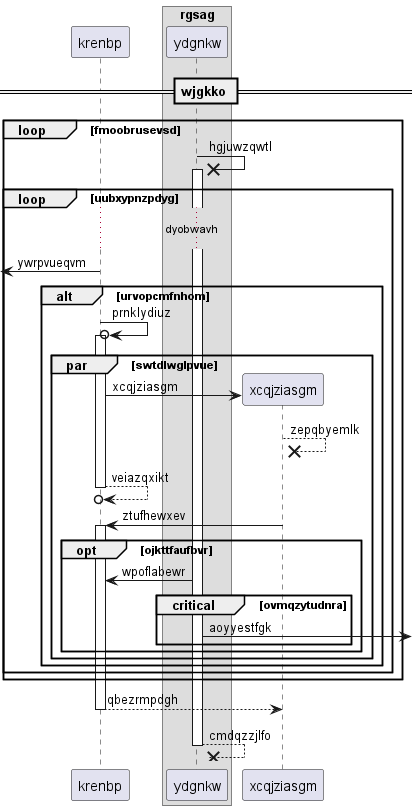 rgsag
krenbp
ydgnkw
wjgkko
loop
[fmoobrusevsd]
hgjuwzqwtl
loop
[uubxypnzpdyg]
dyobwavh
ywrpvueqvm
alt
[urvopcmfnhom]
prnklydiuz
par
[swtdiwglpvue]
xcqjziasgm
xcqjziasgm
zepqbyemlk
veiazqxikt
ztufhewxev
opt
[ojkttfaufbvr]
wpoflabewr
critical
[ovmqzytudnra]
aoyyestfgk
qbezrmpdgh
cmdqzzjlfo
krenbp
ydgnkw
xcqjziasgm